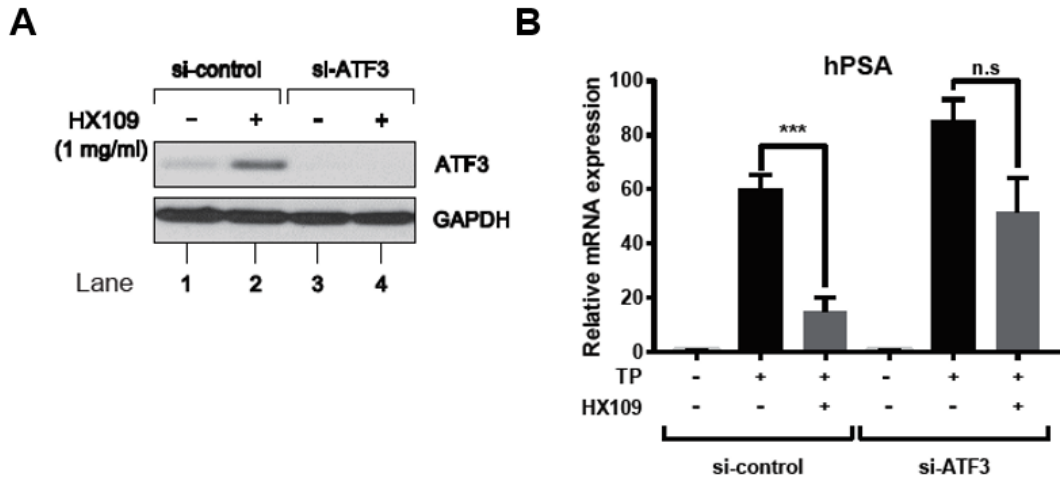 A
si-control si-ATF3
HX109 - + - +
(1 mg/ml)
ATF3
GAPDH
Lane 1 2 3 4
B
hPSA
Relative mRNA expression
100
80
60
40
20
0
*** n.s
TP - + + - + +
HX109 - - + - - +
si-control si-ATF3